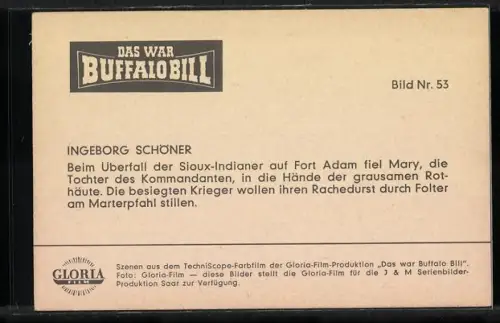 DAS WAR
BUFFALO BILL
Bild Nr. 53
INGEBORG SCHÖNER
Beim Überfall der Sioux-Indianer auf Fort Adam fiel Mary, die
Tochter des Kommandanten, in die Hände der grausamen Rot-
häute. Die besiegten Krieger wollen ihren Rachedurst durch Folter
am Marterpfahl stillen.
GLORIA
FILM
Szenen aus dem TechniScope-Farbfilm der Gloria-Film-Produktion „Das war Buffalo Bill".
Foto: Gloria-Film — diese Bilder stellt die Gloria-Film für die J & M Serienbilder-
Produktion Saar zur Verfügung.